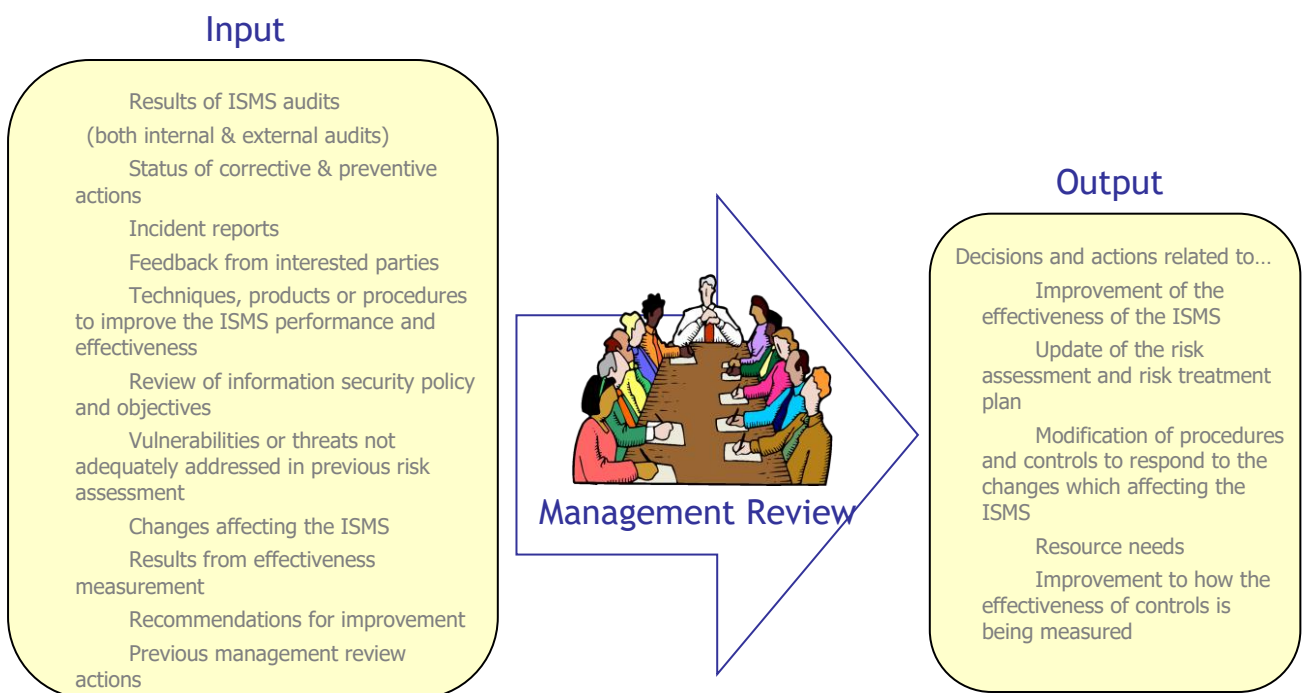 Input
Results of ISMS audits
(both internal & external audits)
Status of corrective & preventive
actions
Incident reports
Feedback from interested parties
Techniques, products or procedures
to improve the ISMS performance and
effectiveness
Review of information security policy
and objectives
Vulnerabilities or threats not
adequately addressed in previous risk
assessment
Changes affecting the ISMS
Results from effectiveness
measurement
Recommendations for improvement
Previous management review
actions
Management Review
Output
Decisions and actions related to…
Improvement of the
effectiveness of the ISMS
Update of the risk
assessment and risk treatment
plan
Modification of procedures
and controls to respond to the
changes which affecting the
ISMS
Resource needs
Improvement to how the
effectiveness of controls is
being measured